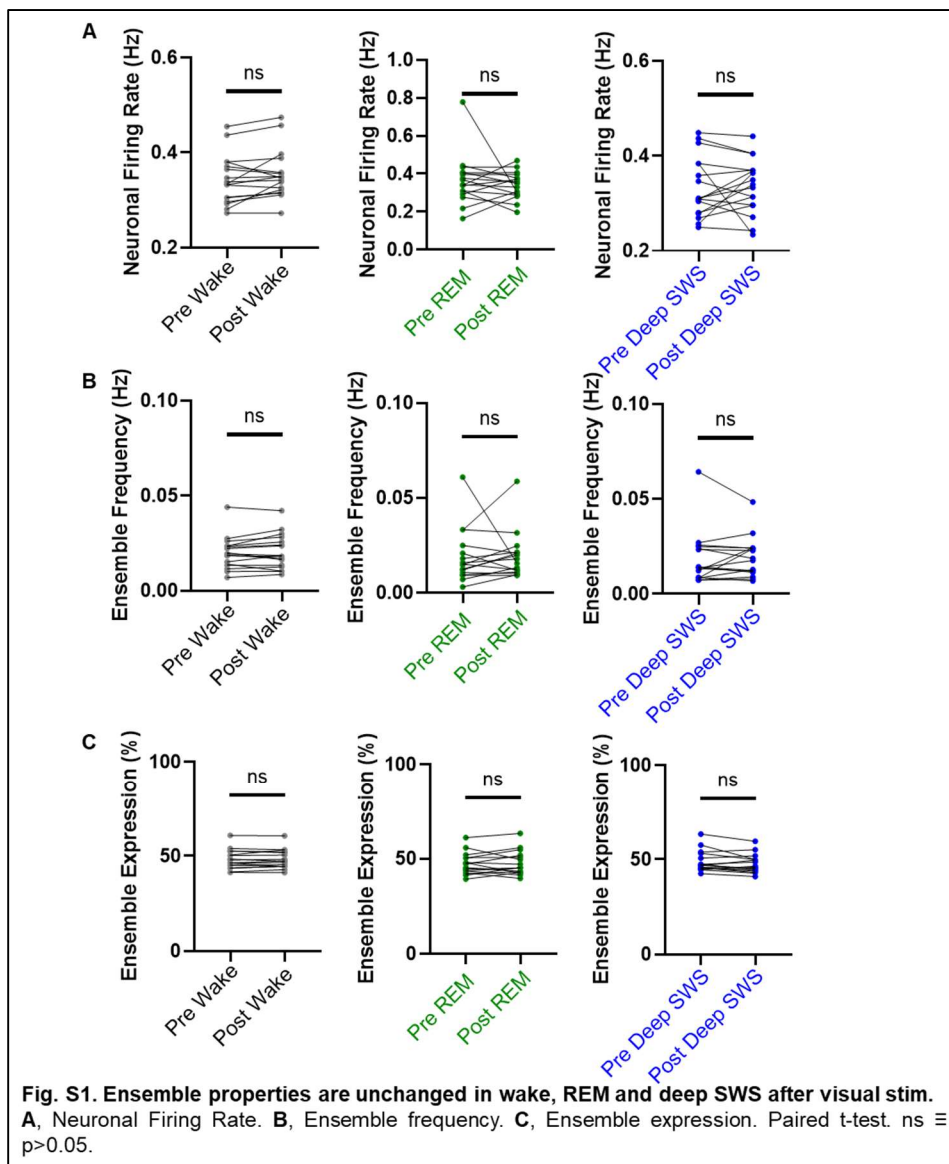 A
Neuronal Firing Rate (Hz)
0.6
0.4
0.2
ns
Pre Wake
Post Wake
Neuronal Firing Rate (Hz)
1.0
0.8
0.6
0.4
0.2
0.0
ns
Pre REM
Post REM
Neuronal Firing Rate (Hz)
0.6
0.4
0.2
ns
Pre Deep SWS
Post Deep SWS
B
Ensemble Frequency (Hz)
0.10
0.05
0.00
ns
Pre Wake
Post Wake
Ensemble Frequency (Hz)
0.10
0.05
0.00
ns
Pre REM
Post REM
Ensemble Frequency (Hz)
0.10
0.05
0.00
ns
Pre Deep SWS
Post Deep SWS
C
Ensemble Expression (%)
100
50
0
ns
Pre Wake
Post Wake
Ensemble Expression (%)
100
50
0
ns
Pre REM
Post REM
Ensemble Expression (%)
100
50
0
ns
Pre Deep SWS
Post Deep SWS
Fig. S1. Ensemble properties are unchanged in wake, REM and deep SWS after visual stim.
A, Neuronal Firing Rate. B, Ensemble frequency. C, Ensemble expression. Paired t-test. ns ≡
p>0.05.